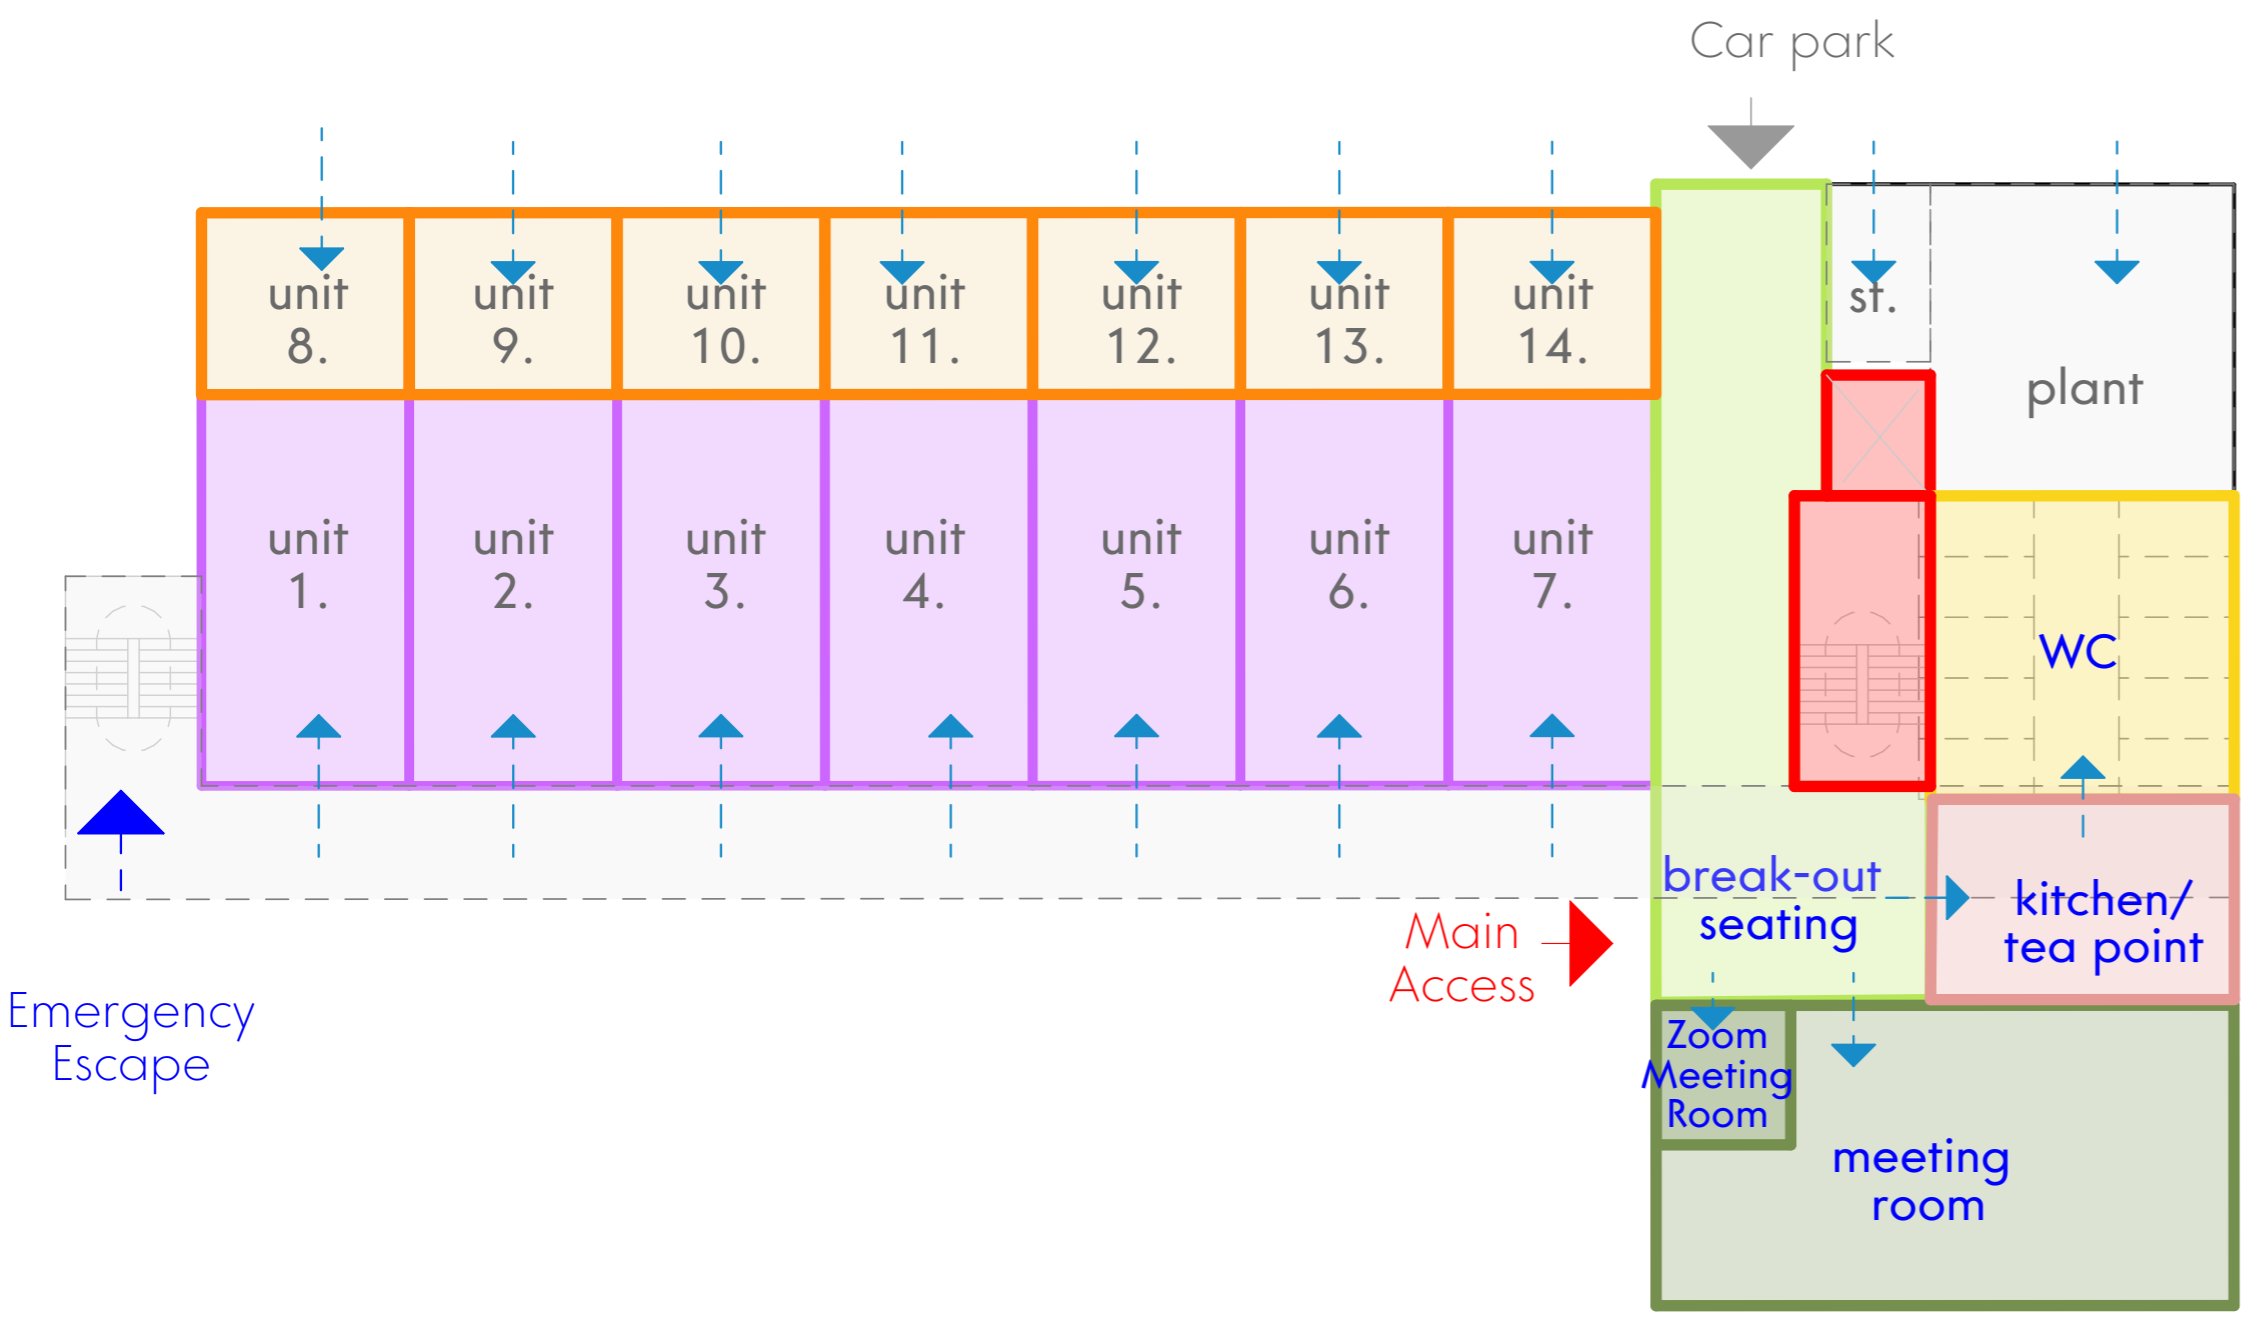 Car park
unit
8.
unit
9.
unit
10.
unit
11.
unit
12.
unit
13.
unit
14.
st.
plant
unit
1.
unit
2.
unit
3.
unit
4.
unit
5.
unit
6.
unit
7.
WC
break-out
seating
kitchen/
tea point
Main
Access
Emergency
Escape
Zoom
Meeting
Room
meeting
room